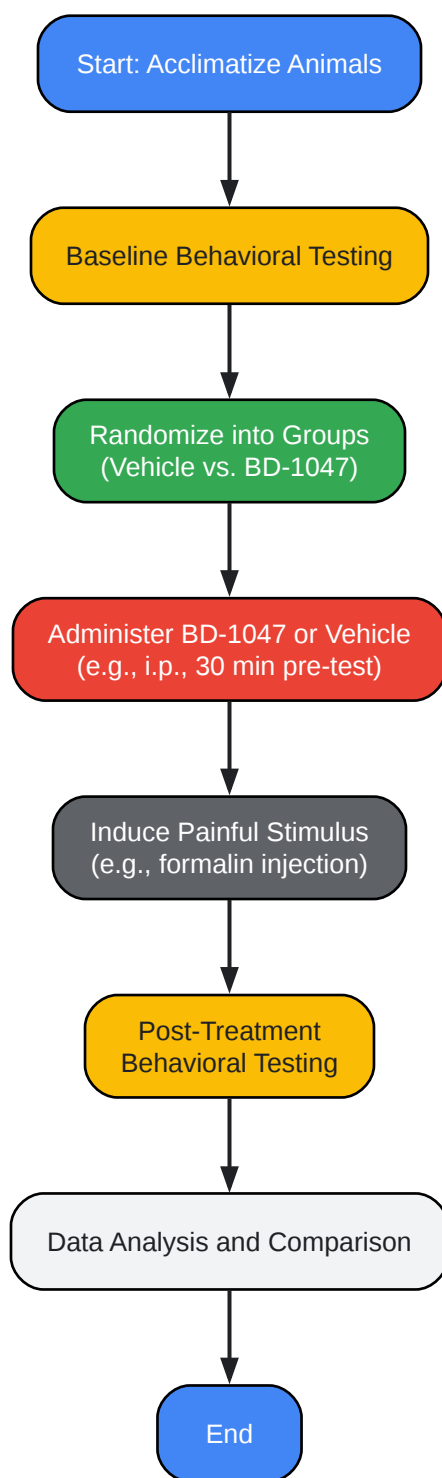 Start: Acclimatize Animals
Baseline Behavioral Testing
Randomize into Groups
(Vehicle vs. BD-1047)
Administer BD-1047 or Vehicle
(e.g., i.p., 30 min pre-test)
Induce Painful Stimulus
(e.g., formalin injection)
Post-Treatment
Behavioral Testing
Data Analysis and Comparison
End